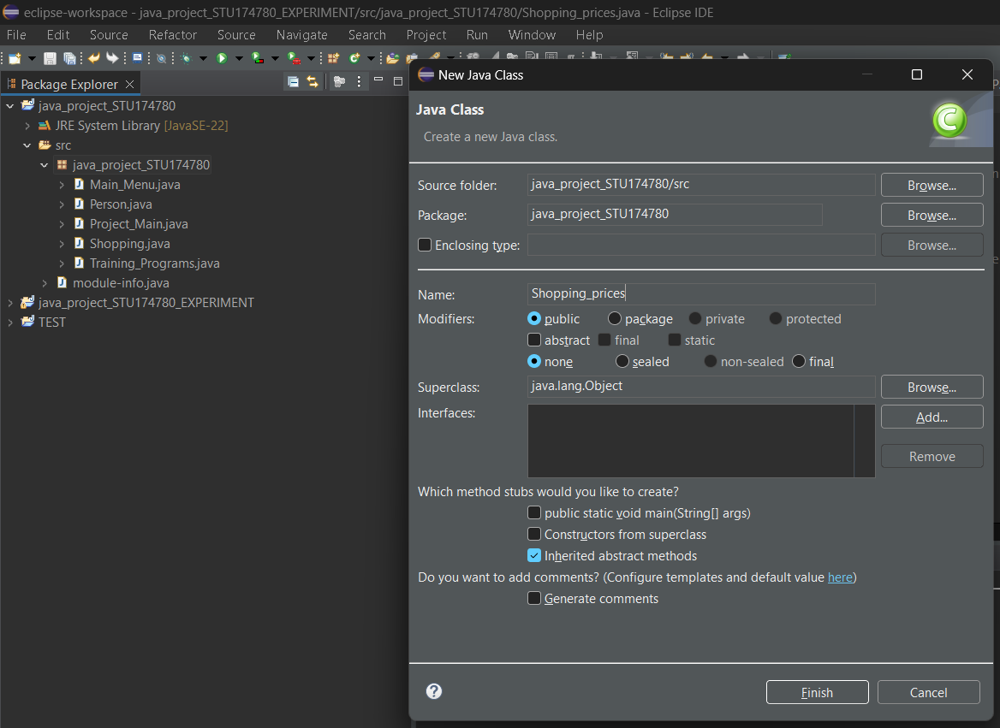 eclipse-workspace - java_project_STU174780_EXPERIMENT/src/java_project_STU174780/Shopping_prices.java - Eclipse IDE
File Edit Source Refactor Source Navigate Search Project Run Window Help
Package Explorer
java_project_STU174780
JRE System Library [JavaSE-22]
src
java_project_STU174780
Main_Menu.java
Person.java
Project_Main.java
Shopping.java
Training_Programs.java
module-info.java
java_project_STU174780_EXPERIMENT
TEST
New Java Class
Java Class
Create a new Java class.
Source folder: java_project_STU174780/src Browse...
Package: java_project_STU174780 Browse...
Enclosing type: Browse...
Name: Shopping_prices
Modifiers: public package private protected
abstract final static
none sealed non-sealed final
Superclass: java.lang.Object Browse...
Interfaces: Add...
Remove
Which method stubs would you like to create?
public static void main(String[] args)
Constructors from superclass
Inherited abstract methods
Do you want to add comments? (Configure templates and default value here)
Generate comments
Finish Cancel